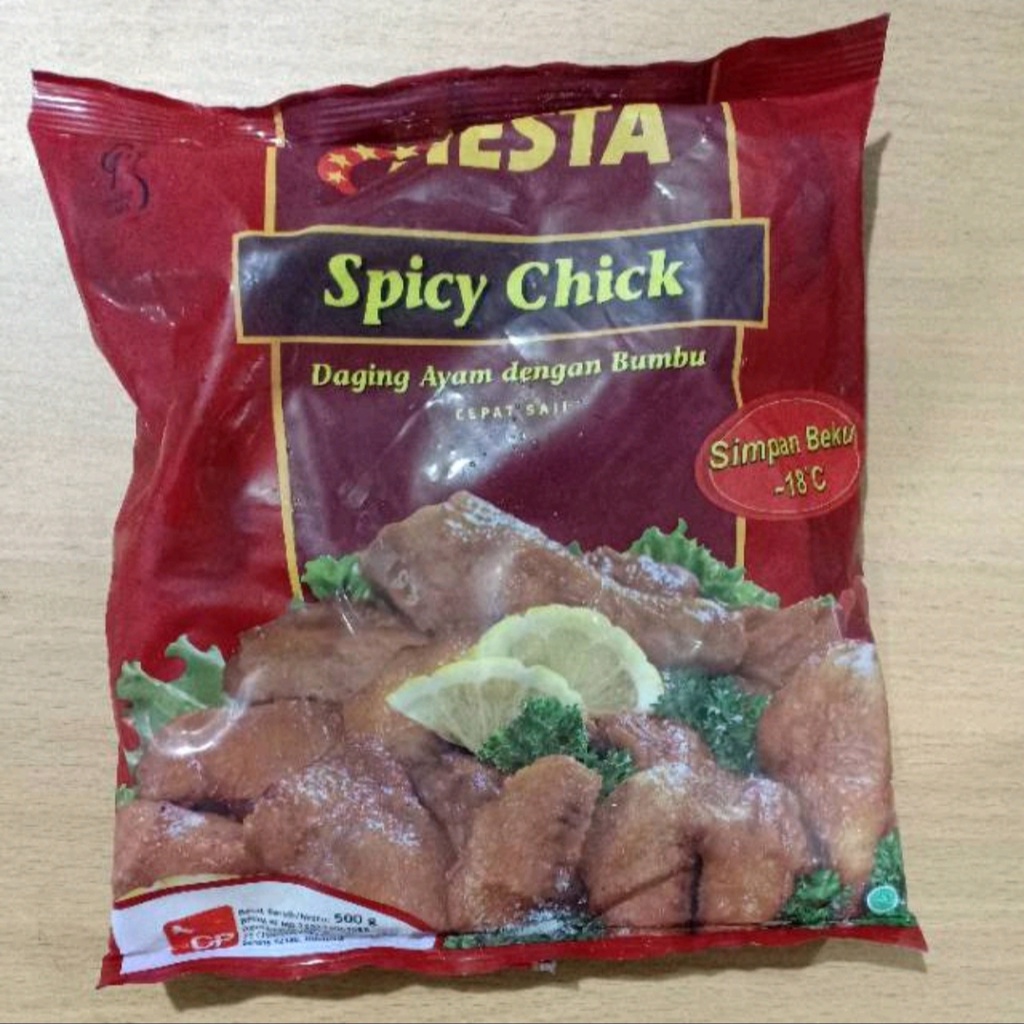 FIESTA
Spicy Chick
Daging Ayam dengan Bumbu
CEPAT SAJI
Simpan Beku
-18°C
500 g
CP